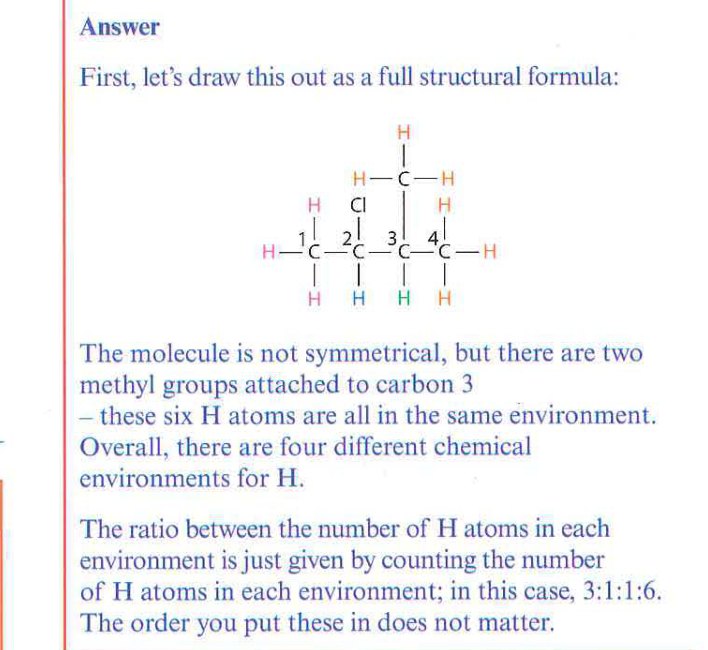 Answer
First, let's draw this out as a full structural formula:
H
H—C—H
H Cl H
1 2 3 4
H—C—C—C—C—H
H H H H
The molecule is not symmetrical, but there are two
methyl groups attached to carbon 3
– these six H atoms are all in the same environment.
Overall, there are four different chemical
environments for H.
The ratio between the number of H atoms in each
environment is just given by counting the number
of H atoms in each environment; in this case, 3:1:1:6.
The order you put these in does not matter.